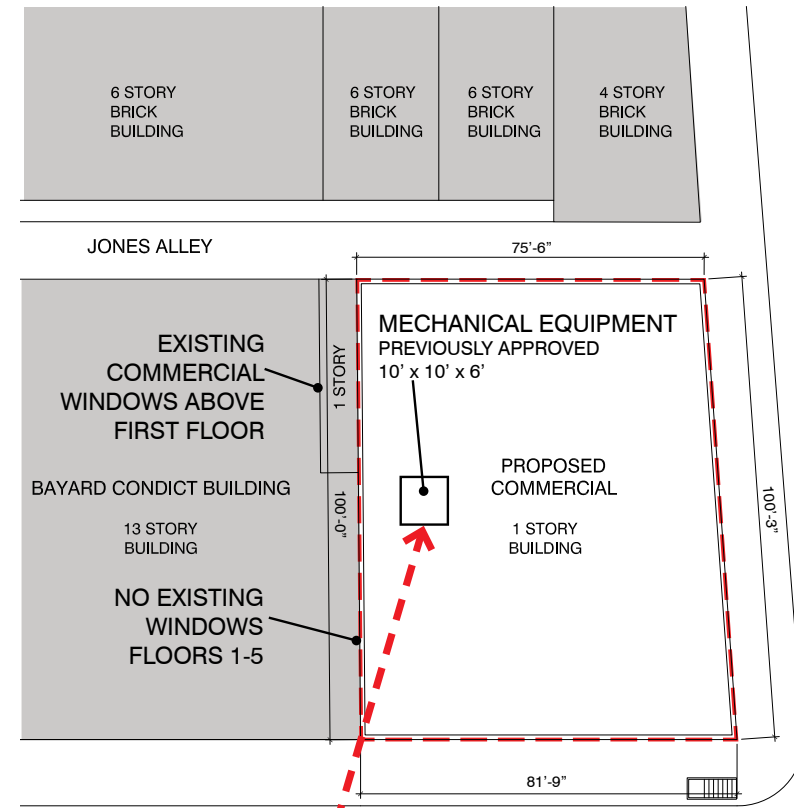 6 STORY
BRICK
BUILDING
6 STORY
BRICK
BUILDING
6 STORY
BRICK
BUILDING
4 STORY
BRICK
BUILDING
JONES ALLEY
75'-6"
EXISTING
COMMERCIAL
WINDOWS ABOVE
FIRST FLOOR
1 STORY
MECHANICAL EQUIPMENT
PREVIOUSLY APPROVED
10' x 10' x 6'
BAYARD CONDICT BUILDING
13 STORY
BUILDING
100'-0"
PROPOSED
COMMERCIAL
1 STORY
BUILDING
100'-3"
NO EXISTING
WINDOWS
FLOORS 1-5
81'-9"